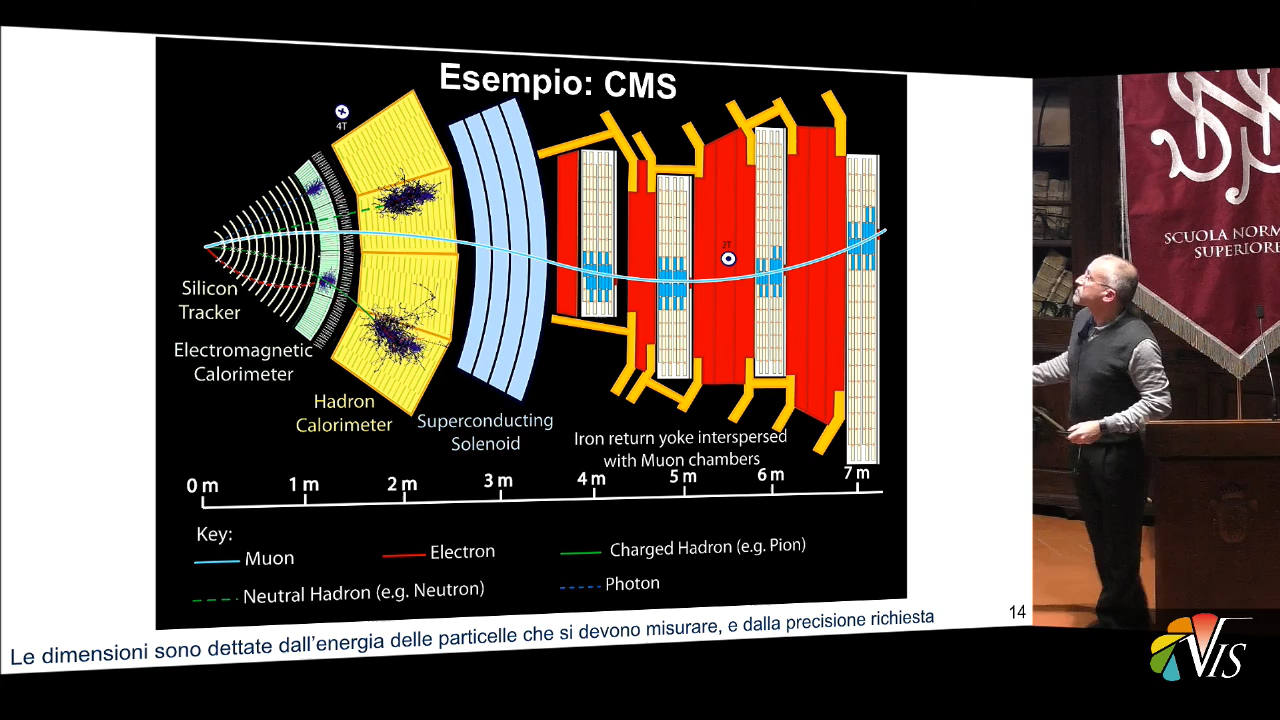 Esempio: CMS
4T
2T
Silicon
Tracker
Electromagnetic
Calorimeter
Hadron
Calorimeter
Superconducting
Solenoid
Iron return yoke interspersed
with Muon chambers
0 m 1 m 2 m 3 m 4 m 5 m 6 m 7 m
Key:
Muon
Electron
Charged Hadron (e.g. Pion)
Neutral Hadron (e.g. Neutron)
Photon
14
Le dimensioni sono dettate dall'energia delle particelle che si devono misurare, e dalla precisione richiesta
SCUOLA NORM
SUPERIORE
VIS